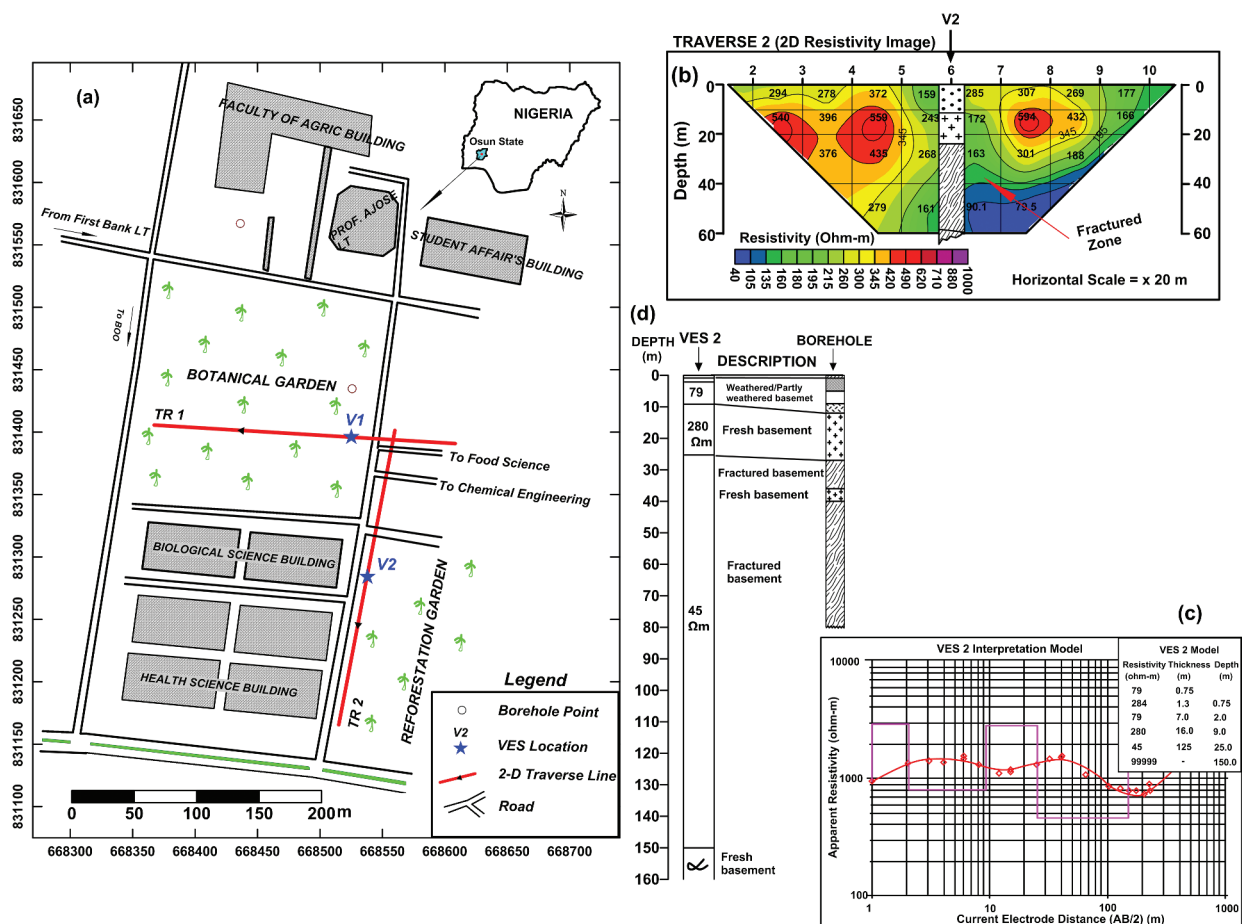 (a)
FACULTY OF AGRIC BUILDING
NIGERIA
Osun State
N
From First Bank LT
PROF. AJOSE
LT
STUDENT AFFAIR'S BUILDING
To BOO
BOTANICAL GARDEN
TR 1
V1
To Food Science
To Chemical Engineering
BIOLOGICAL SCIENCE BUILDING
V2
HEALTH SCIENCE BUILDING
TR 2
REFORESTATION GARDEN
Legend
Borehole Point
V2
VES Location
2-D Traverse Line
Road
0 50 100 150 200 m
831650
831600
831550
831500
831450
831400
831350
831300
831250
831200
831150
831100
668300 668350 668400 668450 668500 668550 668600 668650 668700
V2
TRAVERSE 2 (2D Resistivity Image)
(b)
2 3 4 5 6 7 8 9 10
Depth (m)
0
20
40
60
0
20
40
60
294 278 372 159 285 307 269 177
540 396 559 243 172 594 432 166
345 345 195
376 435 268 163 301 188
279 161 90.1 79.5
Fractured
Zone
Resistivity (Ohm-m)
40 105 135 160 180 195 215 260 300 345 420 490 620 710 880 1000
Horizontal Scale = x 20 m
(d)
DEPTH
(m)
VES 2
DESCRIPTION
BOREHOLE
0
10
20
30
40
50
60
70
80
90
100
110
120
130
140
150
160
79
280
Ωm
45
Ωm
∝
Weathered/Partly
weathered basemet
Fresh basement
Fractured basement
Fresh basement
Fractured
basement
Fresh
basement
(c)
VES 2 Interpretation Model
Apparent Resistivity (ohm-m)
10000
1000
100
1 10 100 1000
Current Electrode Distance (AB/2) (m)
VES 2 Model
Resistivity Thickness Depth
(ohm-m) (m) (m)
79 0.75
284 1.3 0.75
79 7.0 2.0
280 16.0 9.0
45 125 25.0
99999 - 150.0